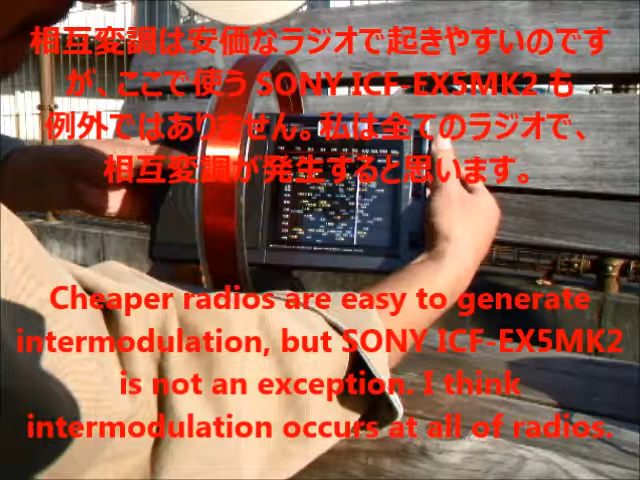 相互変調は安価なラジオで起きやすいのです
が、ここで使う SONY ICF-EX5MK2 も
例外ではありません。私は全てのラジオで、
相互変調が発生すると思います。
Cheaper radios are easy to generate
intermodulation, but SONY ICF-EX5MK2
is not an exception. I think
intermodulation occurs at all of radios.